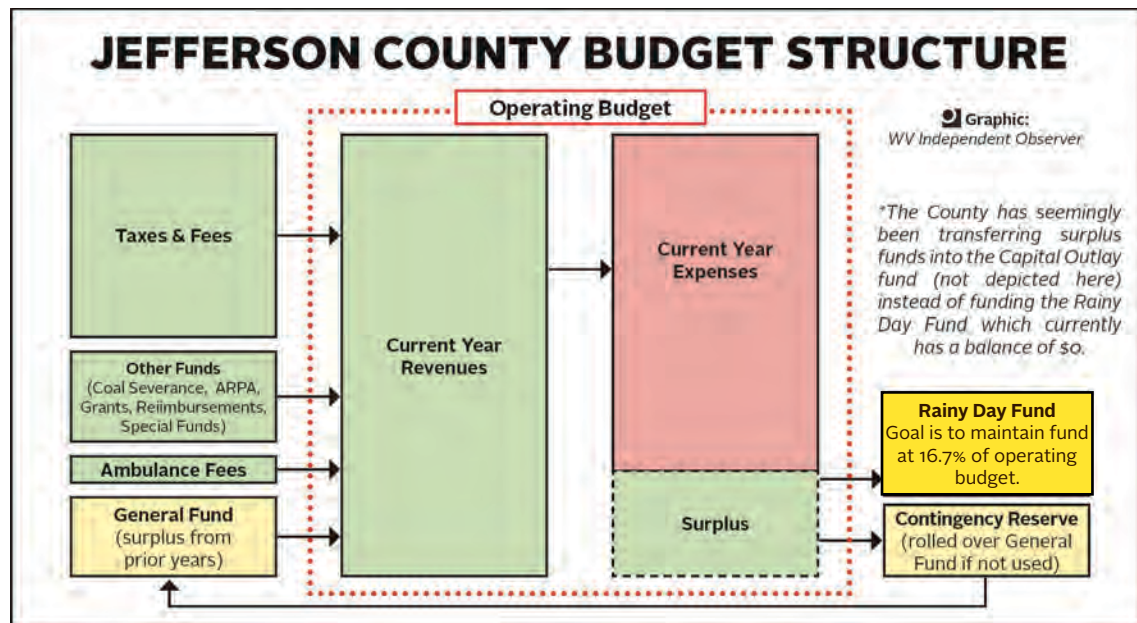 JEFFERSON COUNTY BUDGET STRUCTURE
Operating Budget
Graphic:
WV Independent Observer
Taxes & Fees
Other Funds
(Coal Severance, ARPA,
Grants, Reiimbursements,
Special Funds)
Ambulance Fees
General Fund
(surplus from
prior years)
Current Year
Revenues
Current Year
Expenses
Surplus
*The County has seemingly
been transferring surplus
funds into the Capital Outlay
fund (not depicted here)
instead of funding the Rainy
Day Fund which currently
has a balance of $0.
Rainy Day Fund
Goal is to maintain fund
at 16.7% of operating
budget.
Contingency Reserve
(rolled over General
Fund if not used)